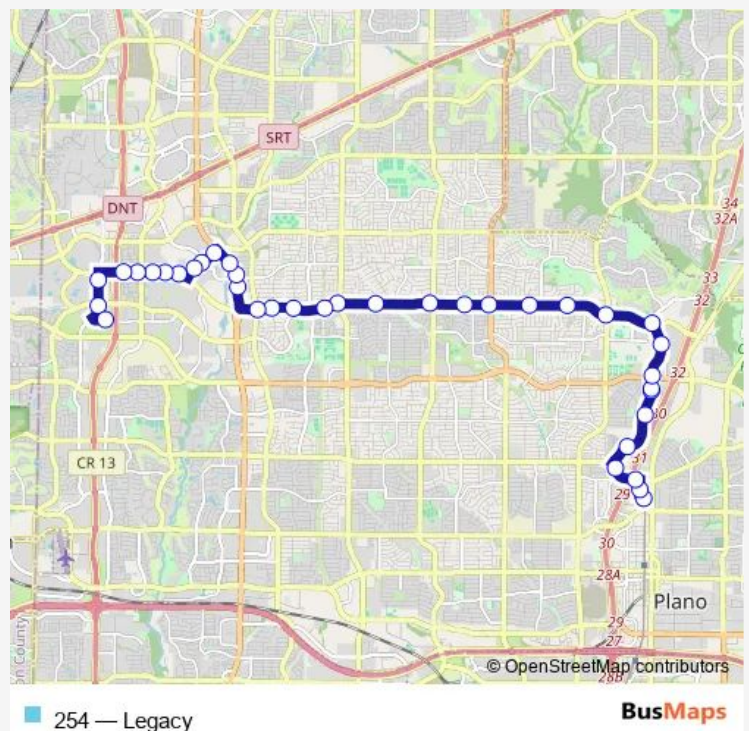 SRT
DNT
34
32A
33
32
32
30
CR 13
31
29
30
28A
Plano
29
27
© OpenStreetMap contributors
28B
254 — Legacy
BusMaps